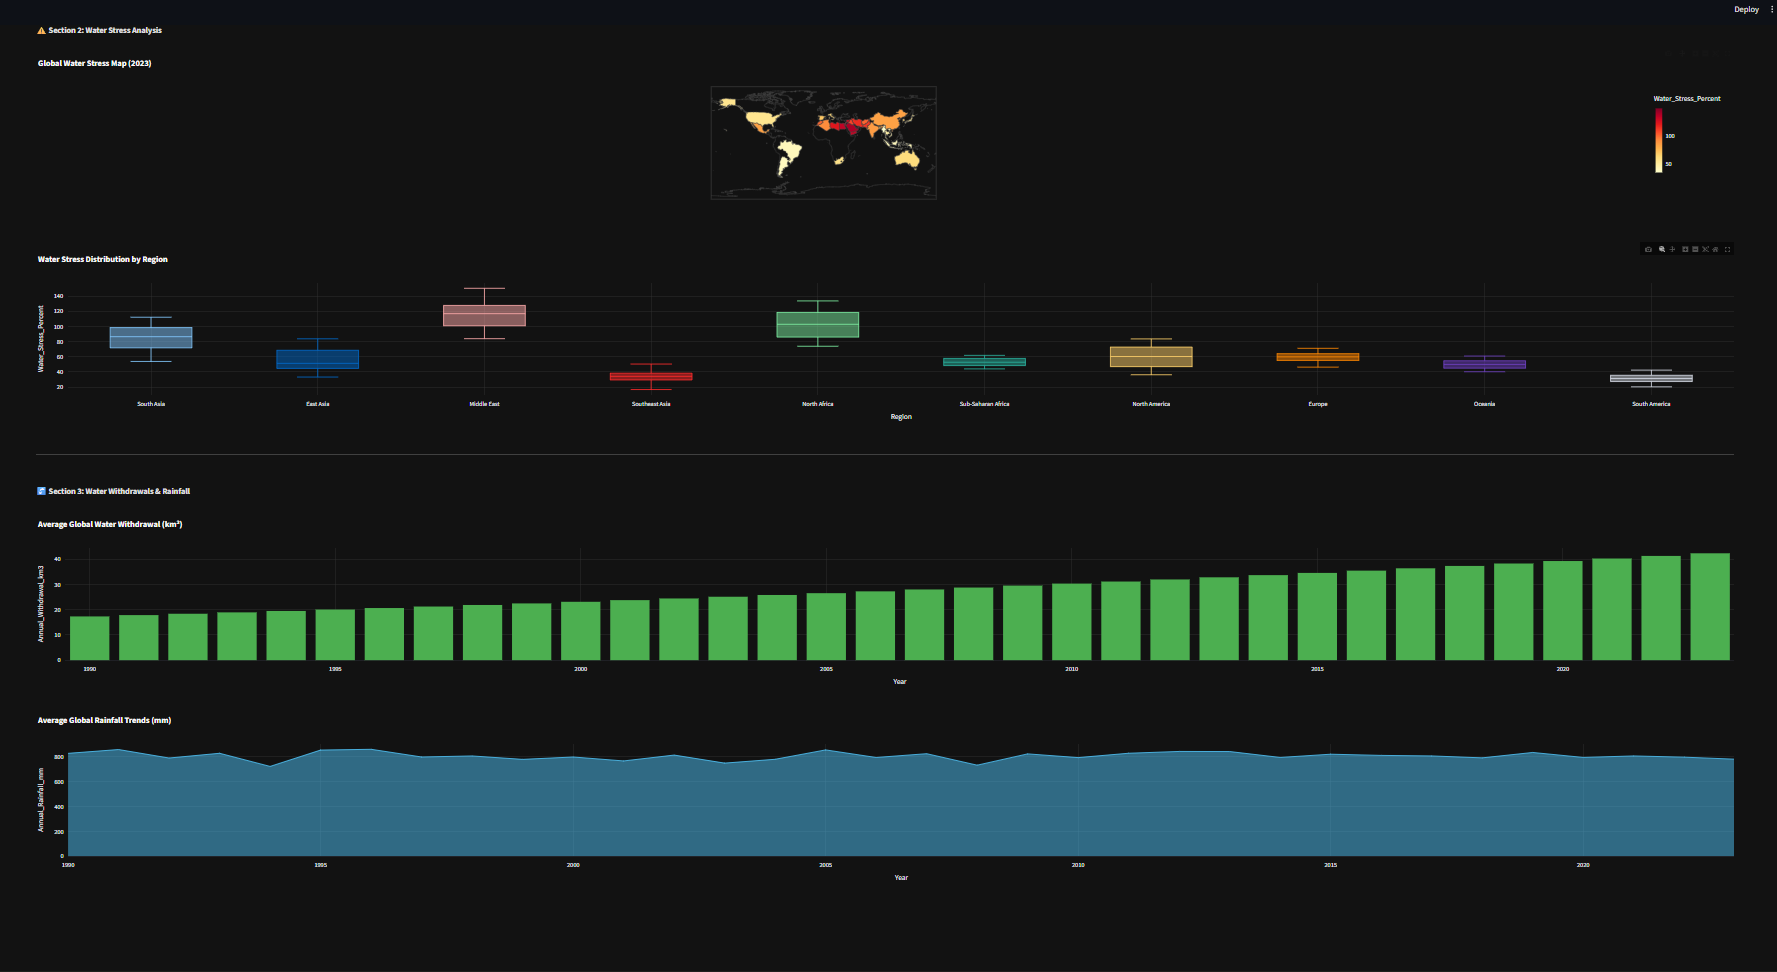 Deploy
Section 2: Water Stress Analysis
Global Water Stress Map (2023)
Water_Stress_Percent
100
50
Water Stress Distribution by Region
Water_Stress_Percent
140
120
100
80
60
40
20
South Asia East Asia Middle East Southeast Asia North Africa Sub-Saharan Africa North America Europe Oceania South America
Region
Section 3: Water Withdrawals & Rainfall
Average Global Water Withdrawal (km³)
Annual_Withdrawal_km3
40
30
20
10
0
1990 1995 2000 2005 2010 2015 2020
Year
Average Global Rainfall Trends (mm)
Annual_Rainfall_mm
800
600
400
200
0
1990 1995 2000 2005 2010 2015 2020
Year